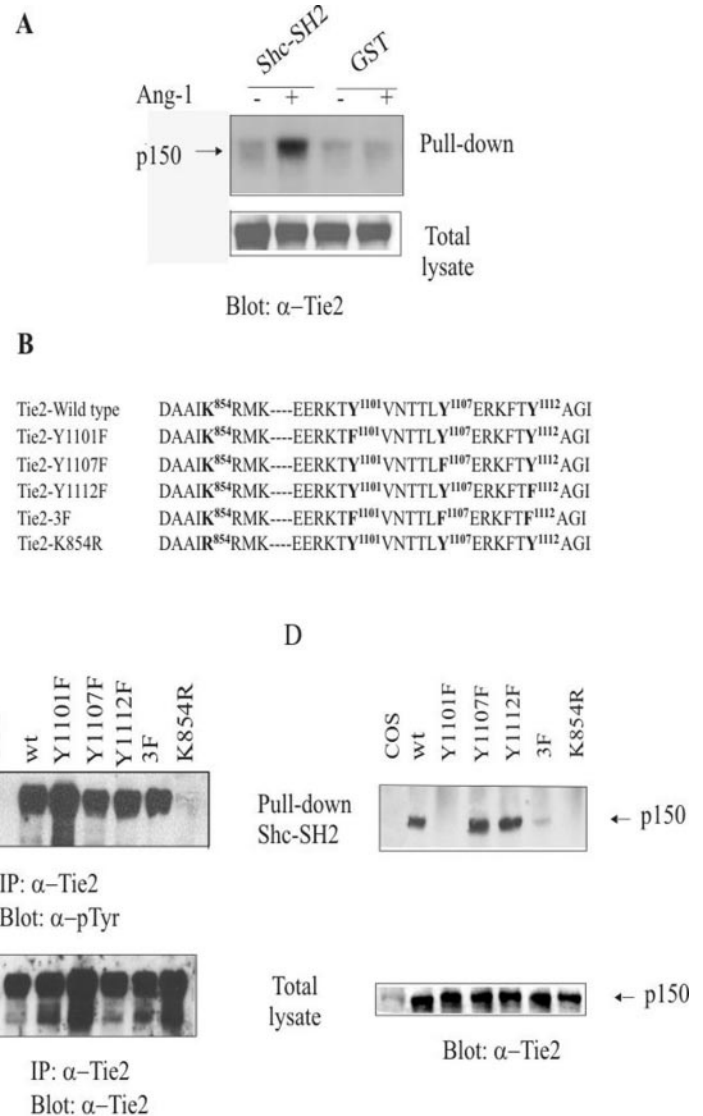 A
Shc-SH2 GST
Ang-1 - + - +
p150 → Pull-down
Total
lysate
Blot: α–Tie2
B
Tie2-Wild type DAAIK⁸⁵⁴RMK----EERKTY¹¹⁰¹VNTTLY¹¹⁰⁷ERKFTY¹¹¹²AGI
Tie2-Y1101F DAAIK⁸⁵⁴RMK----EERKTF¹¹⁰¹VNTTLY¹¹⁰⁷ERKFTY¹¹¹²AGI
Tie2-Y1107F DAAIK⁸⁵⁴RMK----EERKTY¹¹⁰¹VNTTLF¹¹⁰⁷ERKFTY¹¹¹²AGI
Tie2-Y1112F DAAIK⁸⁵⁴RMK----EERKTY¹¹⁰¹VNTTLY¹¹⁰⁷ERKFTF¹¹¹²AGI
Tie2-3F DAAIK⁸⁵⁴RMK----EERKTF¹¹⁰¹VNTTLF¹¹⁰⁷ERKFTF¹¹¹²AGI
Tie2-K854R DAAIR⁸⁵⁴RMK----EERKTY¹¹⁰¹VNTTLY¹¹⁰⁷ERKFTY¹¹¹²AGI
wt Y1101F Y1107F Y1112F 3F K854R
IP: α–Tie2
Blot: α–pTyr
IP: α–Tie2
Blot: α–Tie2
D
COS wt Y1101F Y1107F Y1112F 3F K854R
Pull-down
Shc-SH2
← p150
Total
lysate
← p150
Blot: α–Tie2